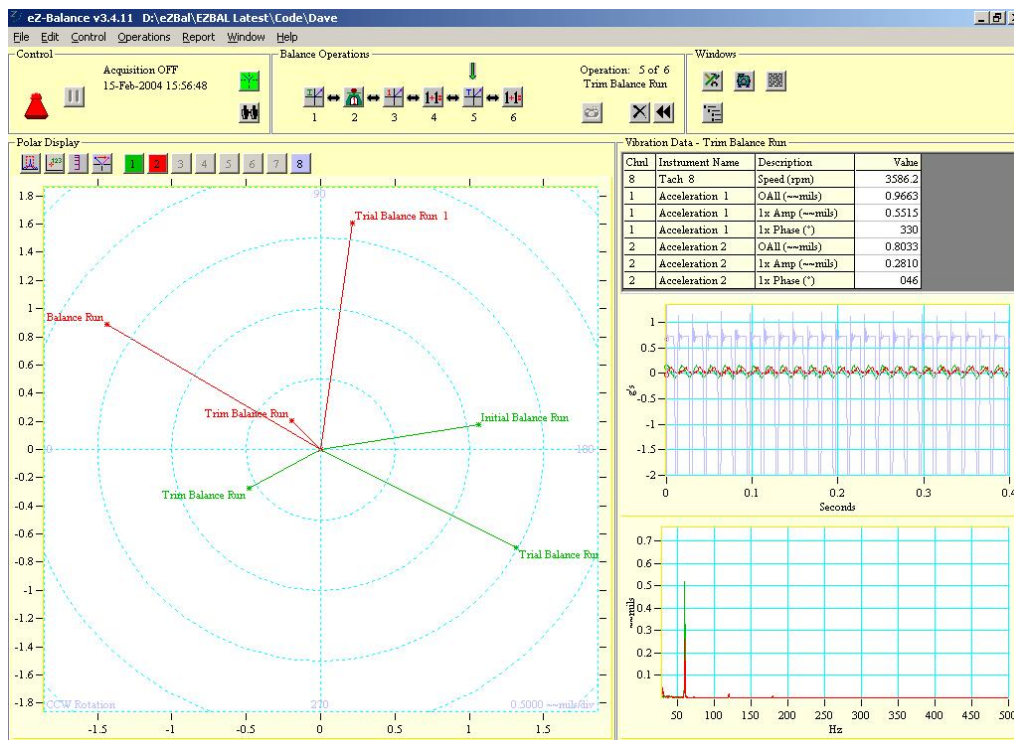 eZ-Balance v3.4.11 D:\eZBal\EZBAL Latest\Code\Dave
File Edit Control Operations Report Window Help
Control
Acquisition OFF
15-Feb-2004 15:56:48
Balance Operations
1 2 3 4 5 6
Operation: 5 of 6
Trim Balance Run
Windows
Polar Display
1 2 3 4 5 6 7 8
1.8
1.6
1.4
1.2
1
0.8
0.6
0.4
0.2
0
-0.2
-0.4
-0.6
-0.8
-1
-1.2
-1.4
-1.6
-1.8
90
Trial Balance Run 1
Balance Run
Trim Balance Run
Initial Balance Run
0
180
Trim Balance Run
Trial Balance Run
CCW Rotation
270
0.5000 ~~mils/div
-1.5 -1 -0.5 0 0.5 1 1.5
Vibration Data - Trim Balance Run
Chnl Instrument Name Description Value
8 Tach 8 Speed (rpm) 3586.2
1 Acceleration 1 OAll (~~mils) 0.9663
1 Acceleration 1 1x Amp (~~mils) 0.5515
1 Acceleration 1 1x Phase (°) 330
2 Acceleration 2 OAll (~~mils) 0.8033
2 Acceleration 2 1x Amp (~~mils) 0.2810
2 Acceleration 2 1x Phase (°) 046
1
0.5
0
-0.5
-1
-1.5
-2
g's
0 0.1 0.2 0.3 0.4
Seconds
0.7
0.6
0.5
0.4
0.3
0.2
0.1
~~mils
50 100 150 200 250 300 350 400 450 500
Hz